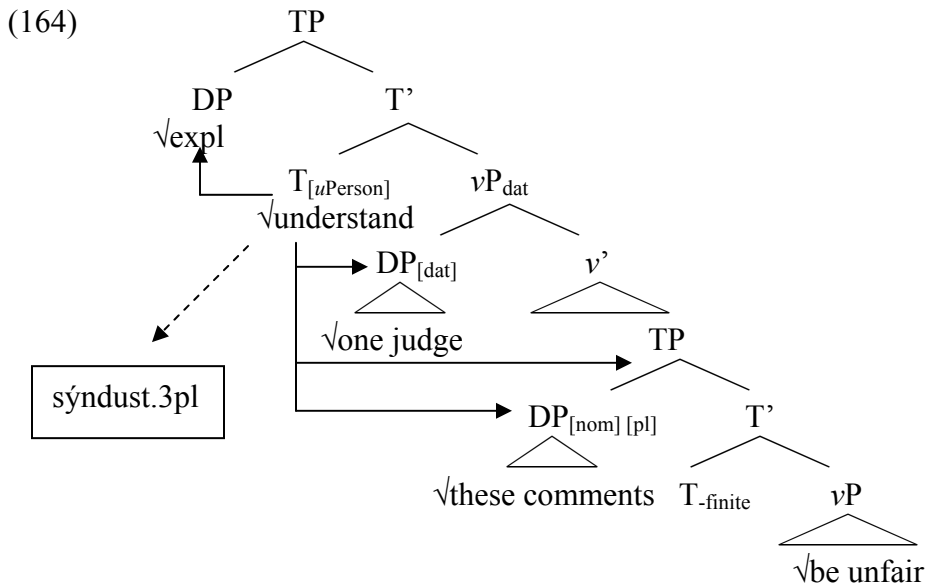 (164)
TP
DP T’
√expl
T[uPerson] vPdat
√understand
DP[dat] v’
√one judge
TP
sýndust.3pl
DP[nom] [pl] T’
√these comments T-finite vP
√be unfair